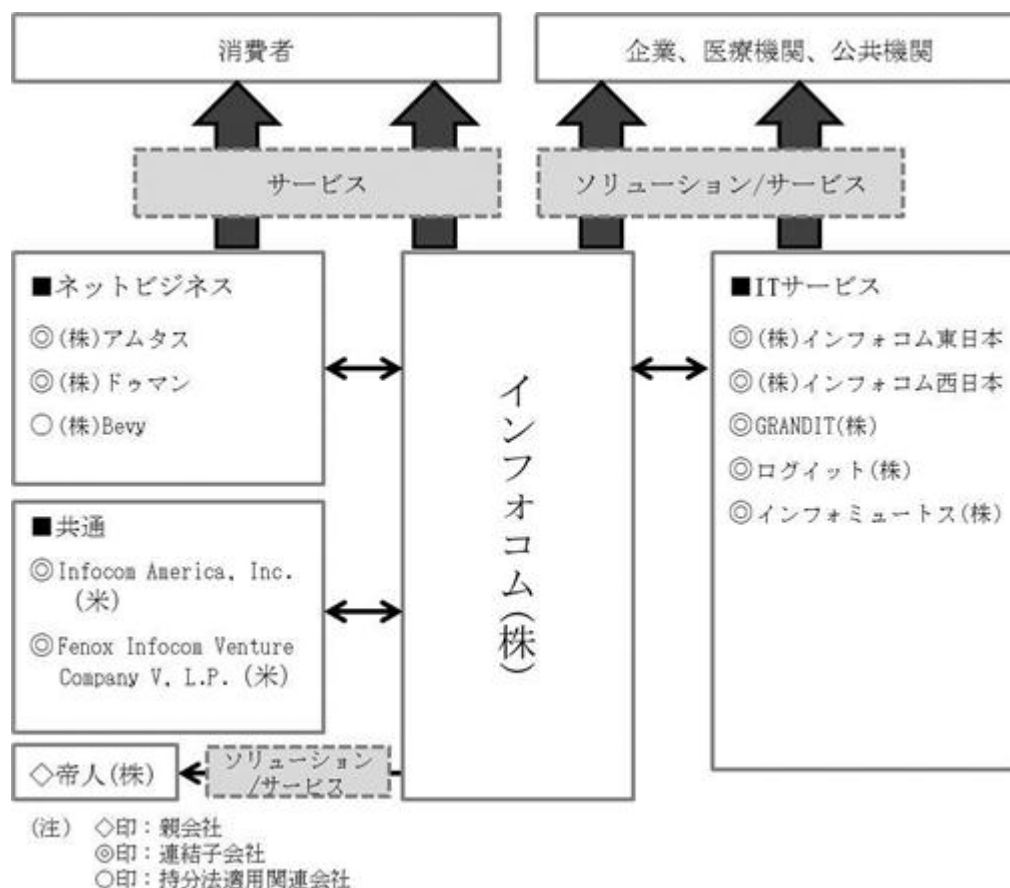 消費者
企業、医療機関、公共機関
サービス
ソリューション/サービス
■ネットビジネス
◎(株)アムタス
◎(株)ドゥマン
○(株)Bevy
■共通
◎Infocom America, Inc.
(米)
◎Fenox Infocom Venture
Company V, L.P. (米)
インフォコム(株)
■ITサービス
◎(株)インフォコム東日本
◎(株)インフォコム西日本
◎GRANDIT(株)
◎ログイット(株)
◎インフォミュートス(株)
◇帝人(株)
ソリューション
/サービス
(注) ◇印：親会社
◎印：連結子会社
○印：持分法適用関連会社